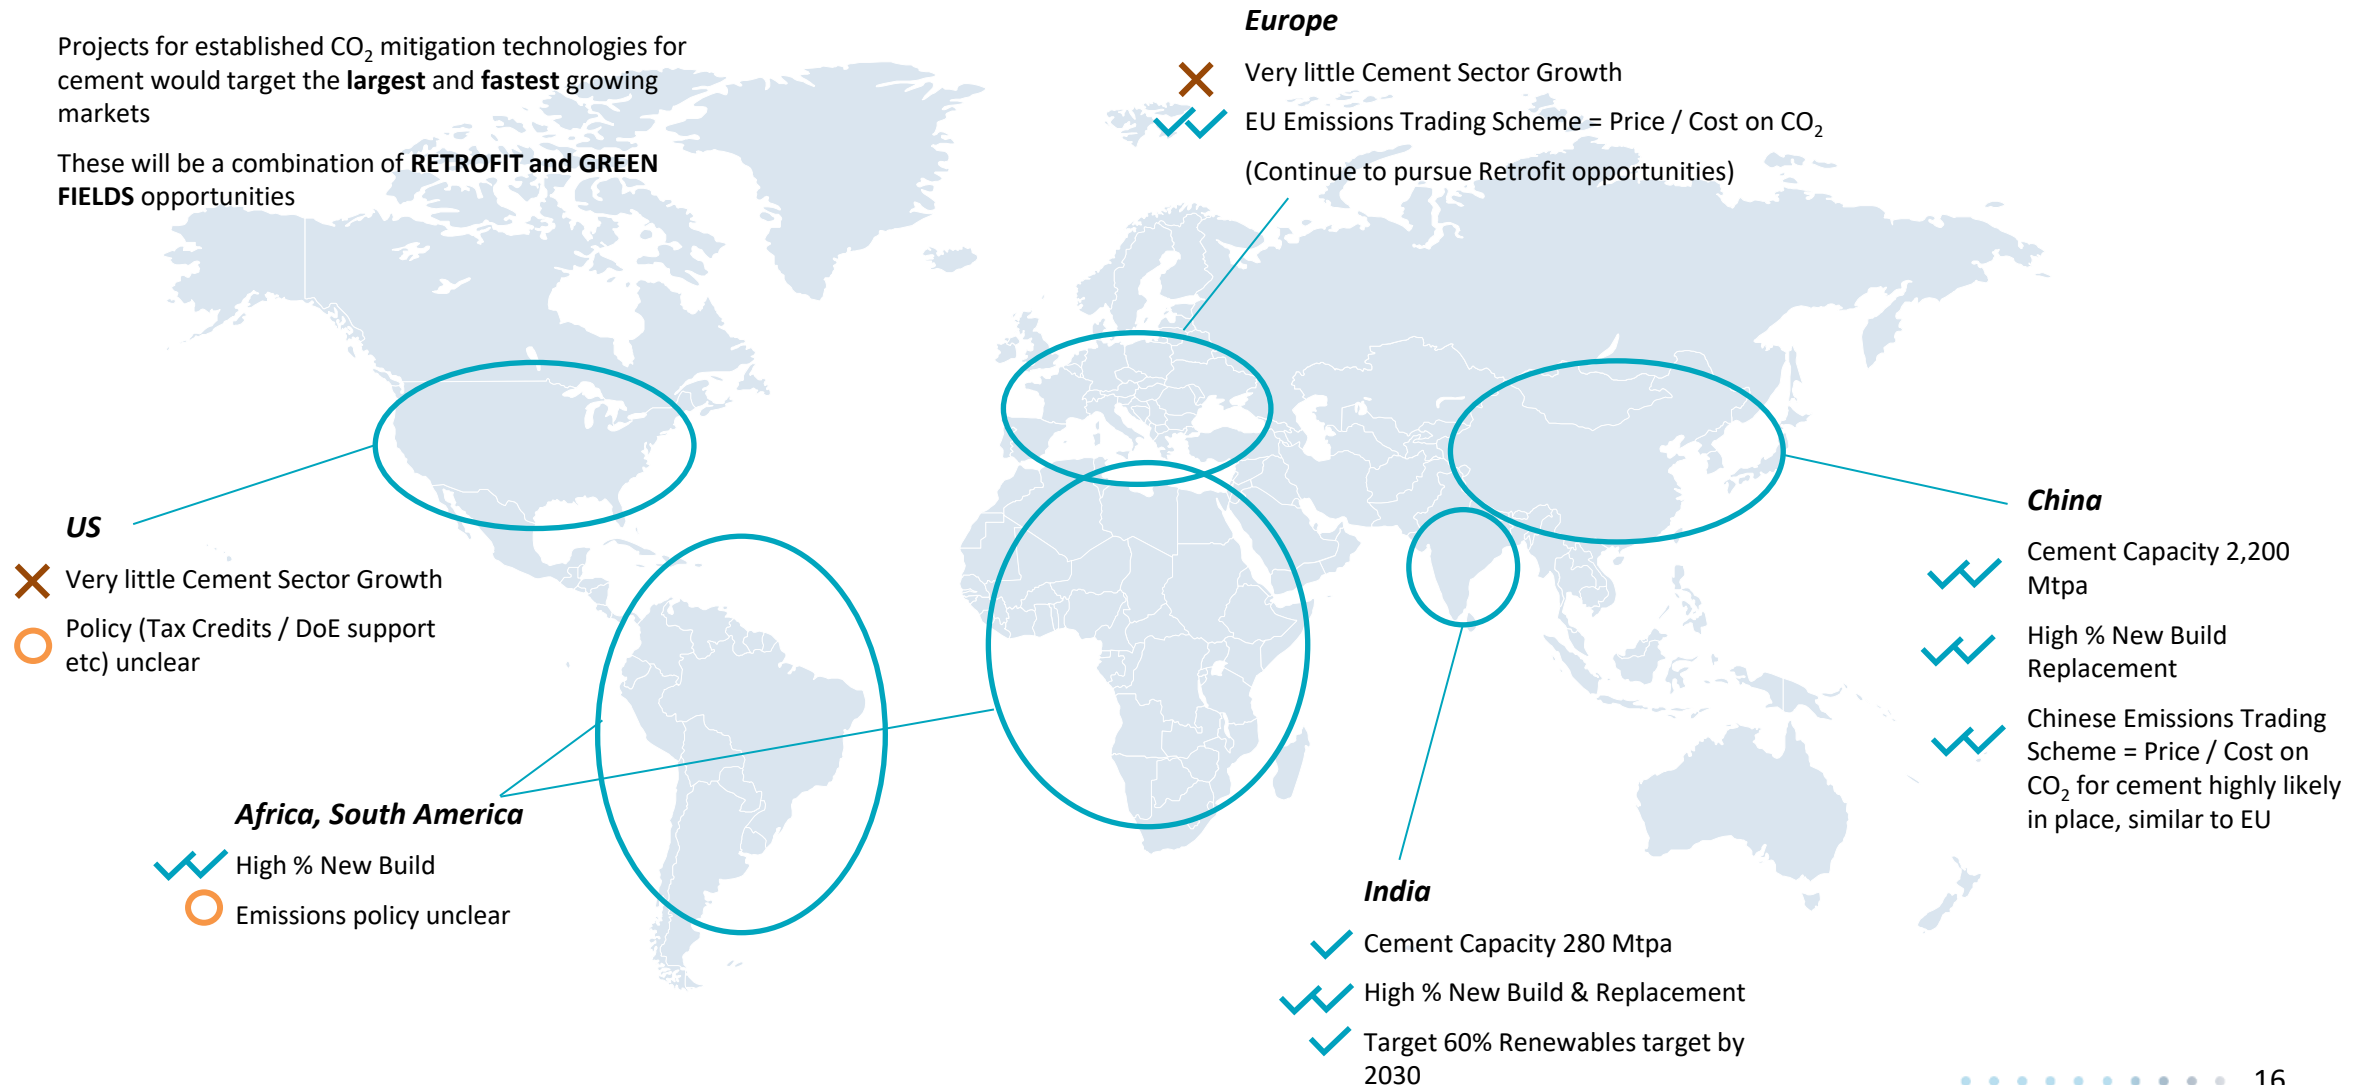 Projects for established CO₂ mitigation technologies for
cement would target the largest and fastest growing
markets
These will be a combination of RETROFIT and GREEN
FIELDS opportunities
Europe
Very little Cement Sector Growth
EU Emissions Trading Scheme = Price / Cost on CO₂
(Continue to pursue Retrofit opportunities)
US
Very little Cement Sector Growth
Policy (Tax Credits / DoE support
etc) unclear
Africa, South America
High % New Build
Emissions policy unclear
India
Cement Capacity 280 Mtpa
High % New Build & Replacement
Target 60% Renewables target by
2030
China
Cement Capacity 2,200
Mtpa
High % New Build
Replacement
Chinese Emissions Trading
Scheme = Price / Cost on
CO₂ for cement highly likely
in place, similar to EU
16